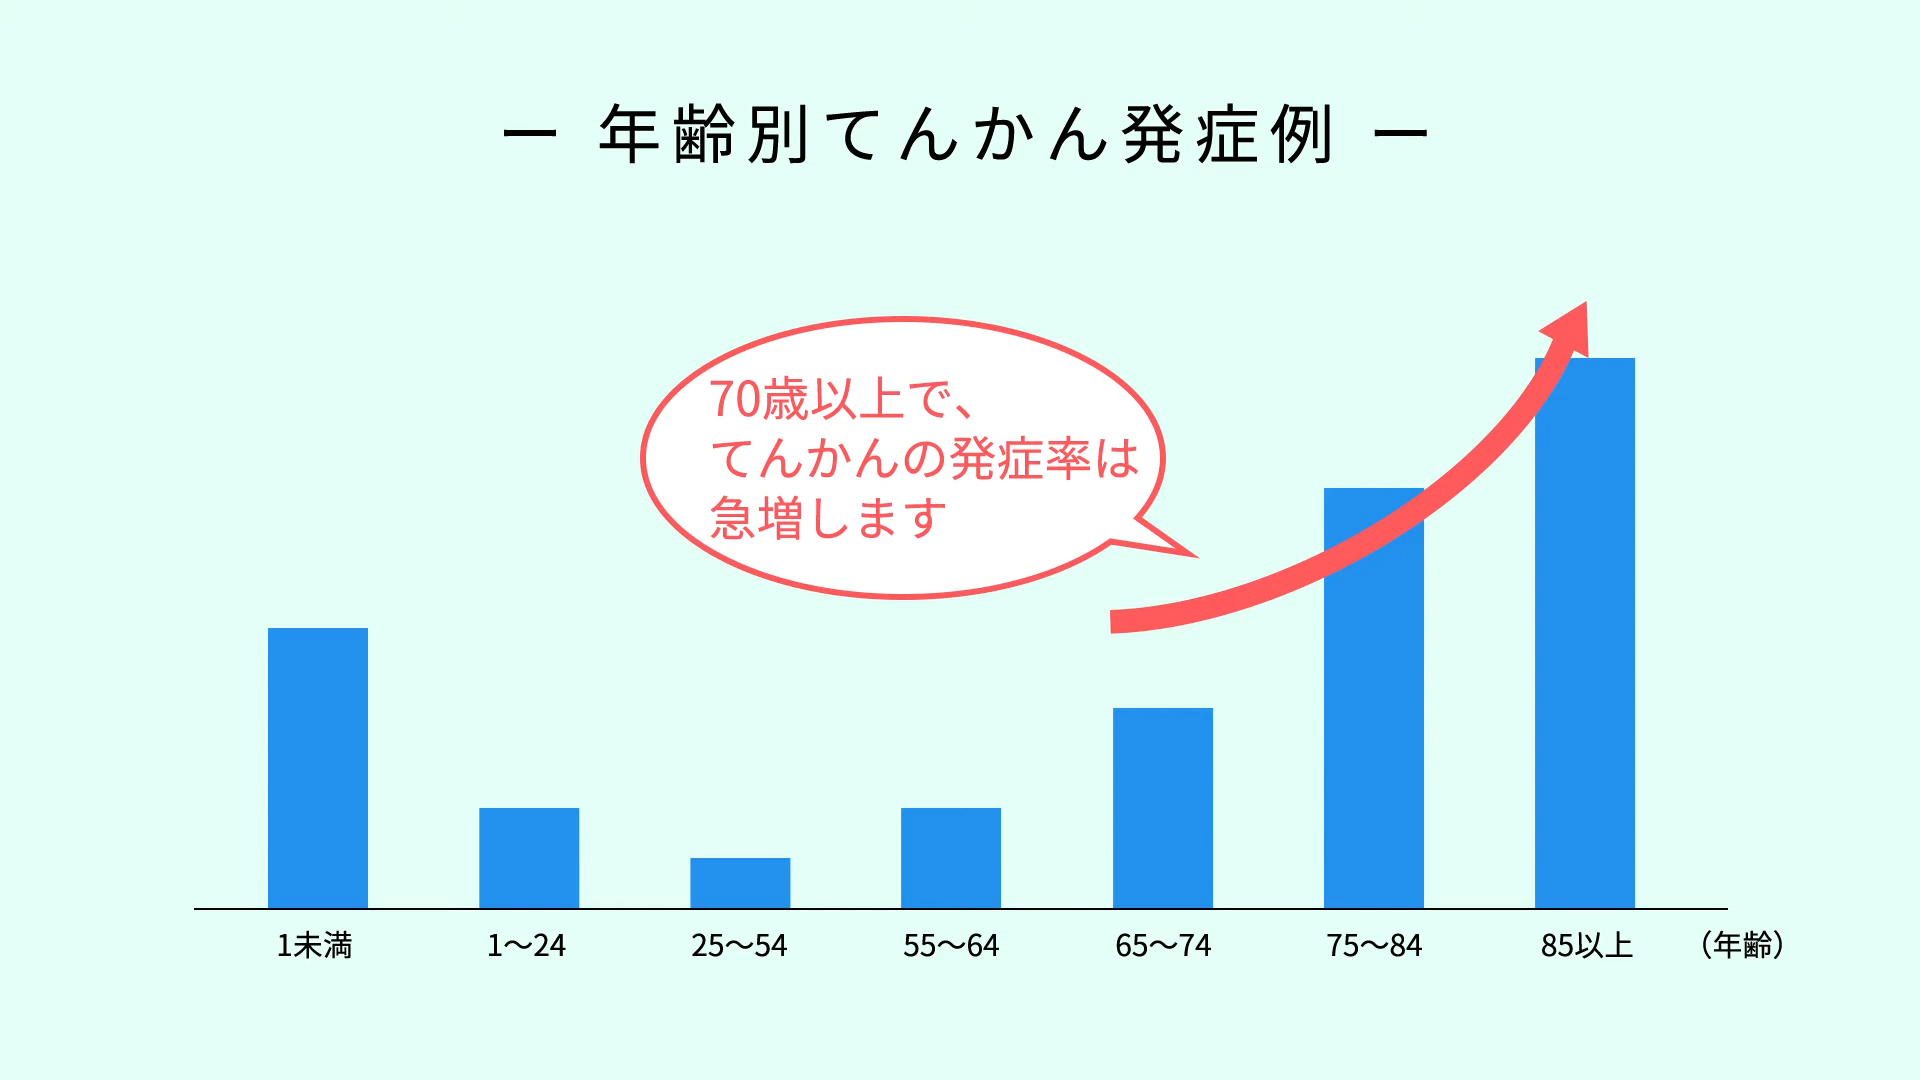 ー 年齢別てんかん発症例 ー
70歳以上で、
てんかんの発症率は
急増します
1未満 1〜24 25〜54 55〜64 65〜74 75〜84 85以上 （年齢）